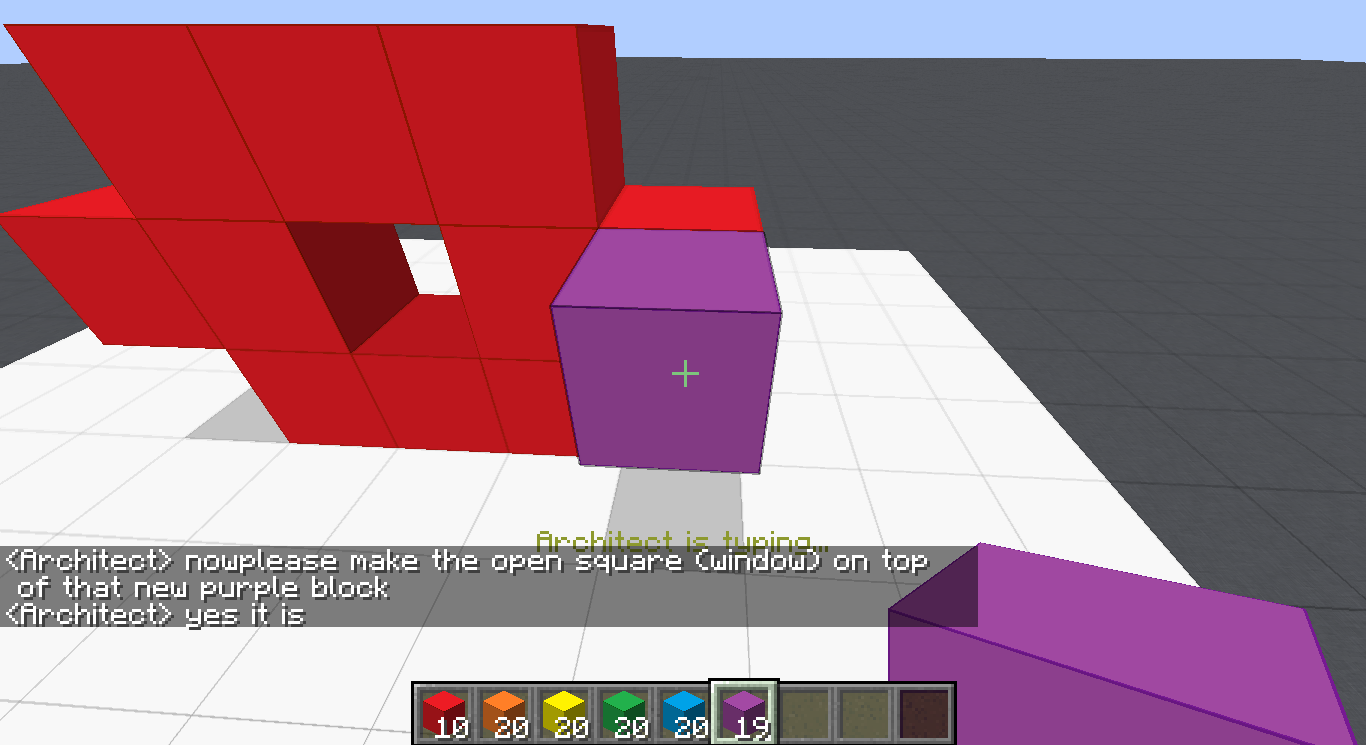 Architect is typing...
<Architect> nowplease make the open square (window) on top
of that new purple block
<Architect> yes it is
10 20 20 20 20 19